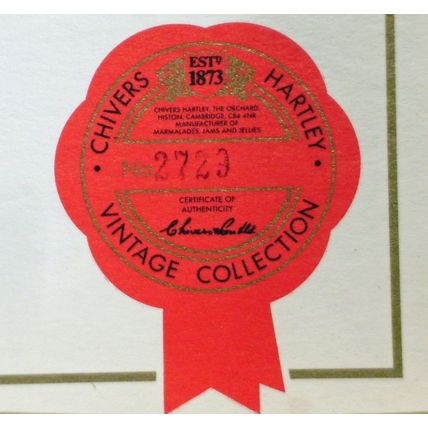 CHIVERS HARTLEY
ESTD
1873
CHIVERS HARTLEY, THE ORCHARD,
HISTON, CAMBRIDGE, CB4 4NR
MANUFACTURER OF
MARMALADES, JAMS AND JELLIES
No 2723
CERTIFICATE OF
AUTHENTICITY
VINTAGE COLLECTION